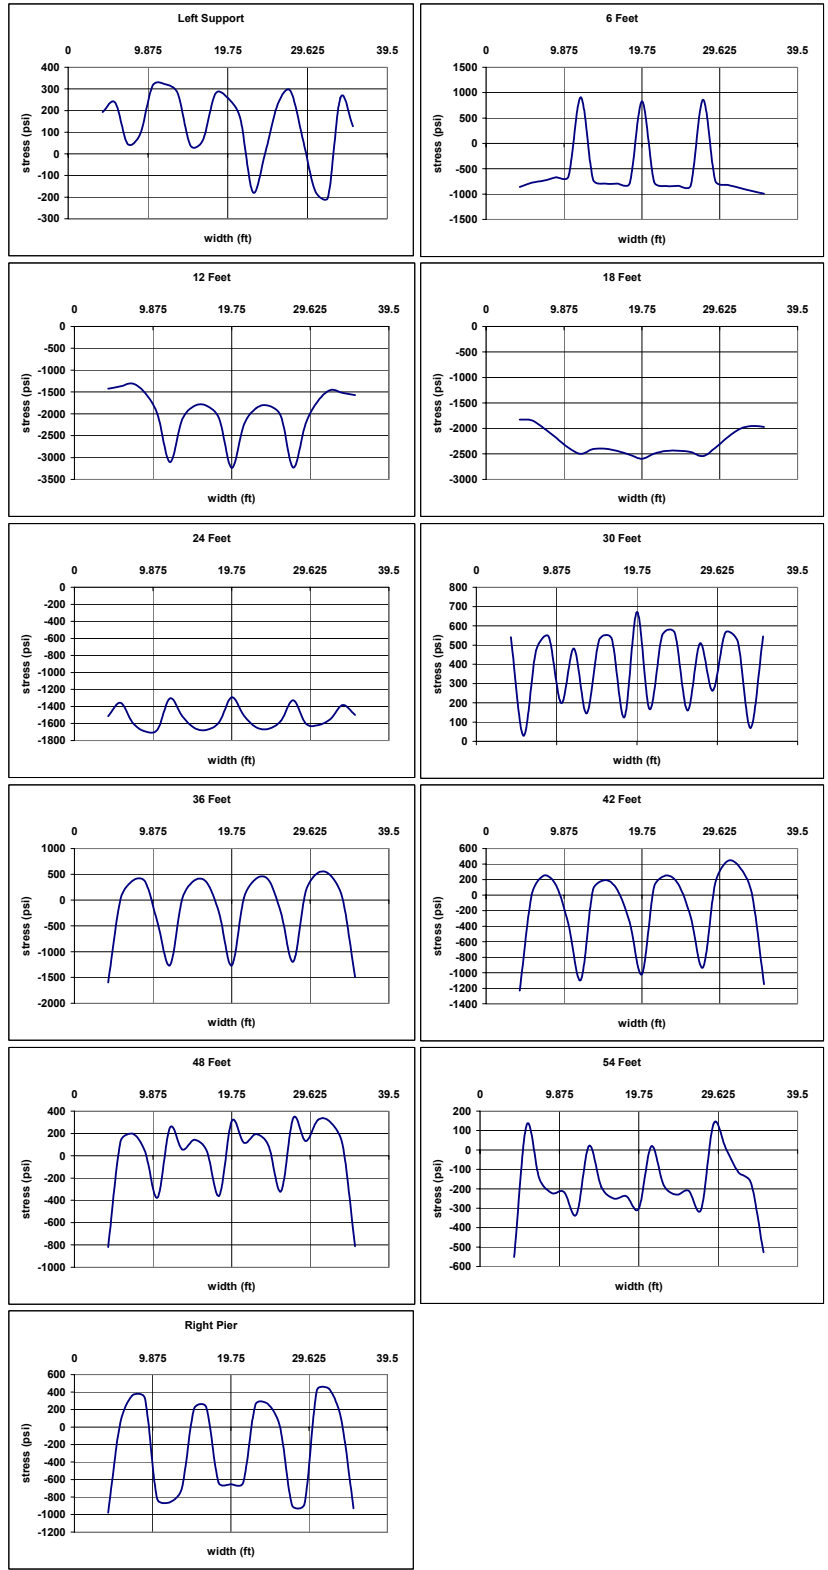 Left Support
0 9.875 19.75 29.625 39.5
400
300
200
100
0
-100
-200
-300
stress (psi)
width (ft)
6 Feet
0 9.875 19.75 29.625 39.5
1500
1000
500
0
-500
-1000
-1500
stress (psi)
width (ft)
12 Feet
0 9.875 19.75 29.625 39.5
0
-500
-1000
-1500
-2000
-2500
-3000
-3500
stress (psi)
width (ft)
18 Feet
0 9.875 19.75 29.625 39.5
0
-500
-1000
-1500
-2000
-2500
-3000
stress (psi)
width (ft)
24 Feet
0 9.875 19.75 29.625 39.5
0
-200
-400
-600
-800
-1000
-1200
-1400
-1600
-1800
stress (psi)
width (ft)
30 Feet
0 9.875 19.75 29.625 39.5
800
700
600
500
400
300
200
100
0
stress (psi)
width (ft)
36 Feet
0 9.875 19.75 29.625 39.5
1000
500
0
-500
-1000
-1500
-2000
stress (psi)
width (ft)
42 Feet
0 9.875 19.75 29.625 39.5
600
400
200
0
-200
-400
-600
-800
-1000
-1200
-1400
stress (psi)
width (ft)
48 Feet
0 9.875 19.75 29.625 39.5
400
200
0
-200
-400
-600
-800
-1000
stress (psi)
width (ft)
54 Feet
0 9.875 19.75 29.625 39.5
200
100
0
-100
-200
-300
-400
-500
-600
stress (psi)
width (ft)
Right Pier
0 9.875 19.75 29.625 39.5
600
400
200
0
-200
-400
-600
-800
-1000
-1200
stress (psi)
width (ft)